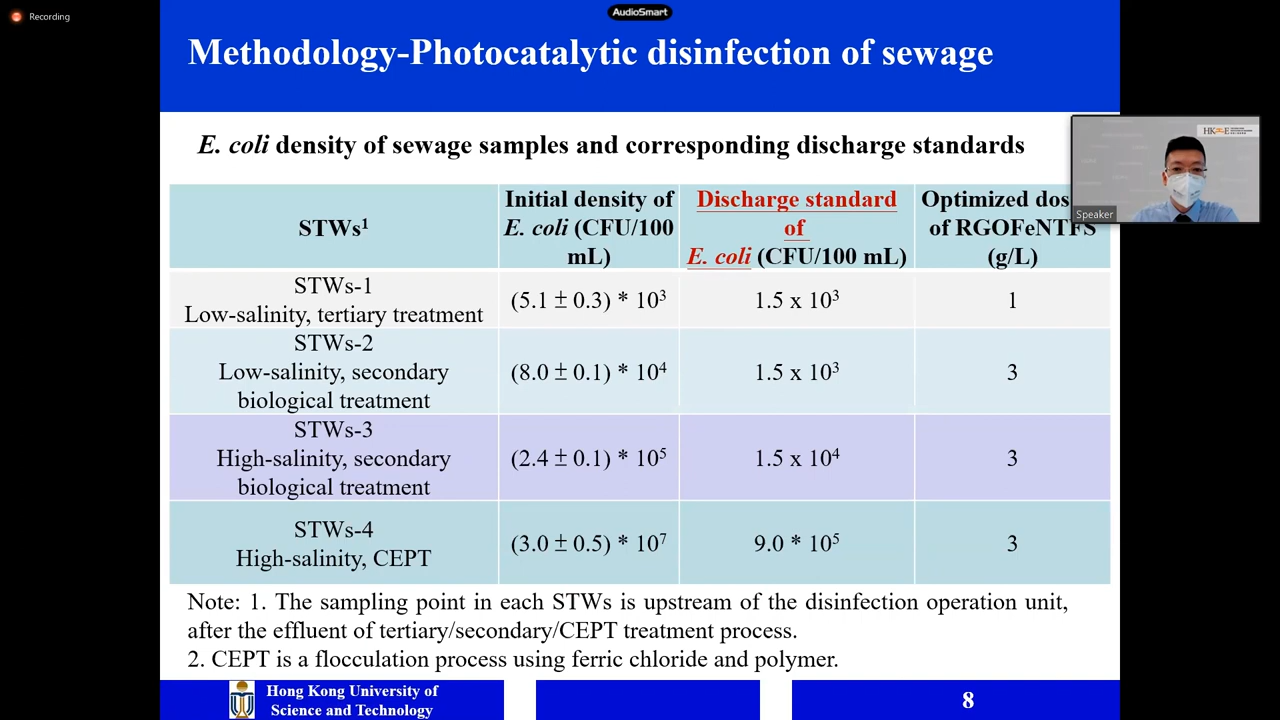 Recording
AudioSmart
Methodology-Photocatalytic disinfection of sewage
E. coli density of sewage samples and corresponding discharge standards
STWs¹
Initial density of
E. coli (CFU/100
mL)
Discharge standard
of
E. coli (CFU/100 mL)
Optimized dos
of RGOFeNTFS
(g/L)
STWs-1
Low-salinity, tertiary treatment
(5.1 ± 0.3) * 10³
1.5 x 10³
1
STWs-2
Low-salinity, secondary
biological treatment
(8.0 ± 0.1) * 10⁴
1.5 x 10³
3
STWs-3
High-salinity, secondary
biological treatment
(2.4 ± 0.1) * 10⁵
1.5 x 10⁴
3
STWs-4
High-salinity, CEPT
(3.0 ± 0.5) * 10⁷
9.0 * 10⁵
3
Note: 1. The sampling point in each STWs is upstream of the disinfection operation unit,
after the effluent of tertiary/secondary/CEPT treatment process.
2. CEPT is a flocculation process using ferric chloride and polymer.
Hong Kong University of
Science and Technology
8
Speaker